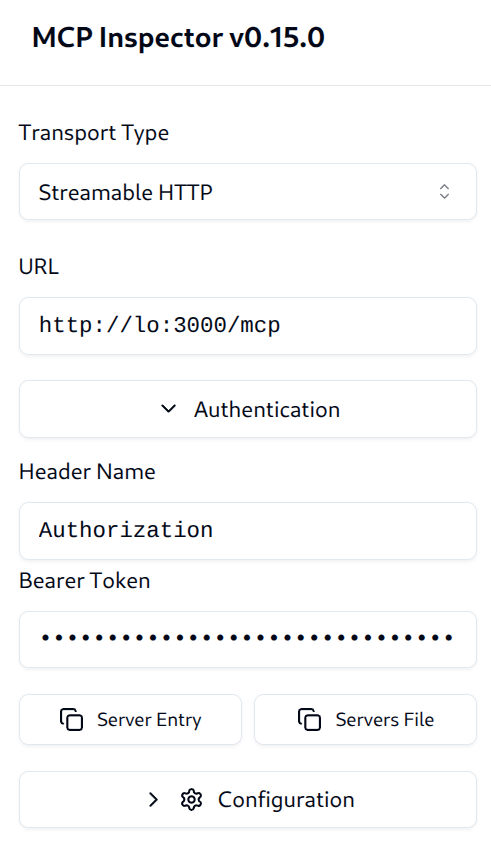 MCP Inspector v0.15.0
Transport Type
Streamable HTTP
URL
http://lo:3000/mcp
Authentication
Header Name
Authorization
Bearer Token
•••••••••••••••••••••••••••••••
Server Entry
Servers File
Configuration